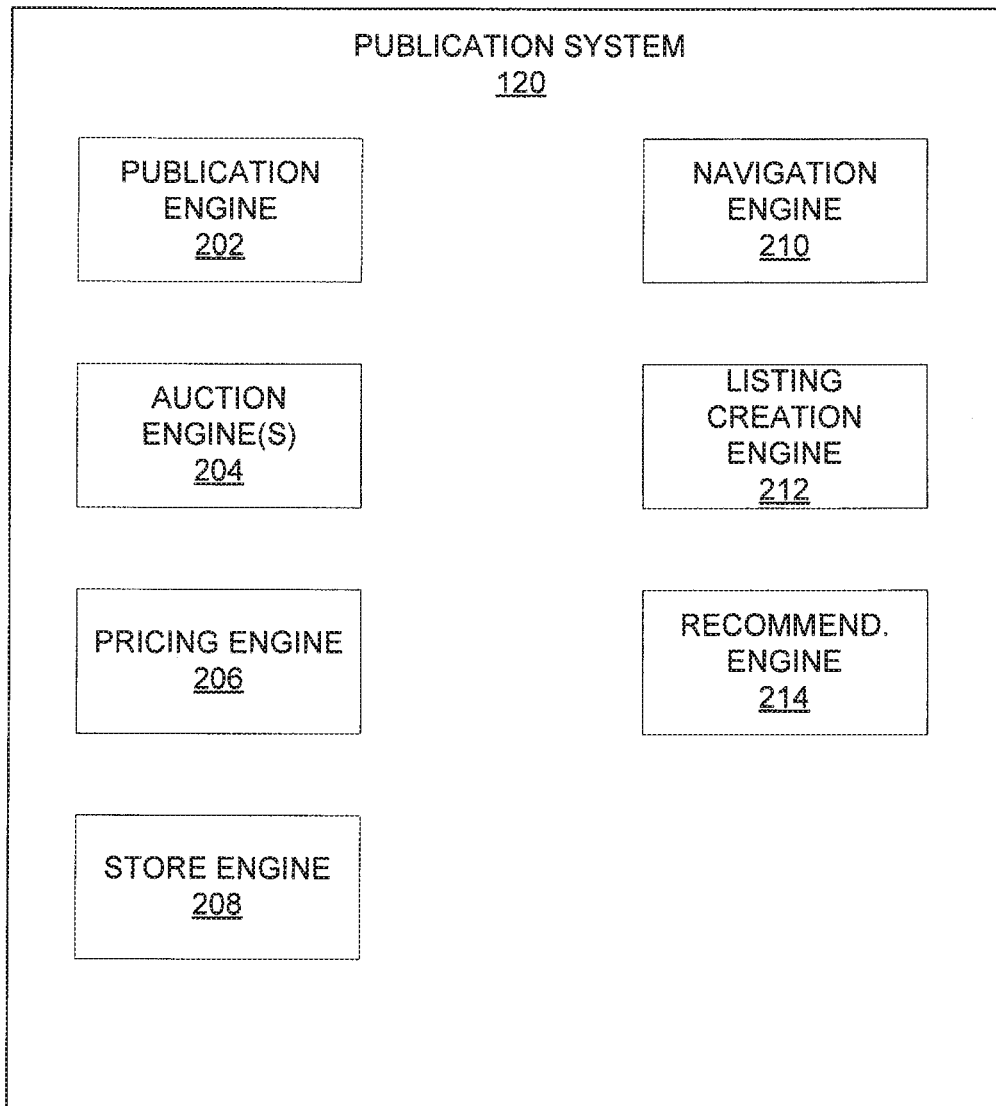 PUBLICATION SYSTEM
120
PUBLICATION
ENGINE
202
NAVIGATION
ENGINE
210
AUCTION
ENGINE(S)
204
LISTING
CREATION
ENGINE
212
PRICING ENGINE
206
RECOMMEND.
ENGINE
214
STORE ENGINE
208